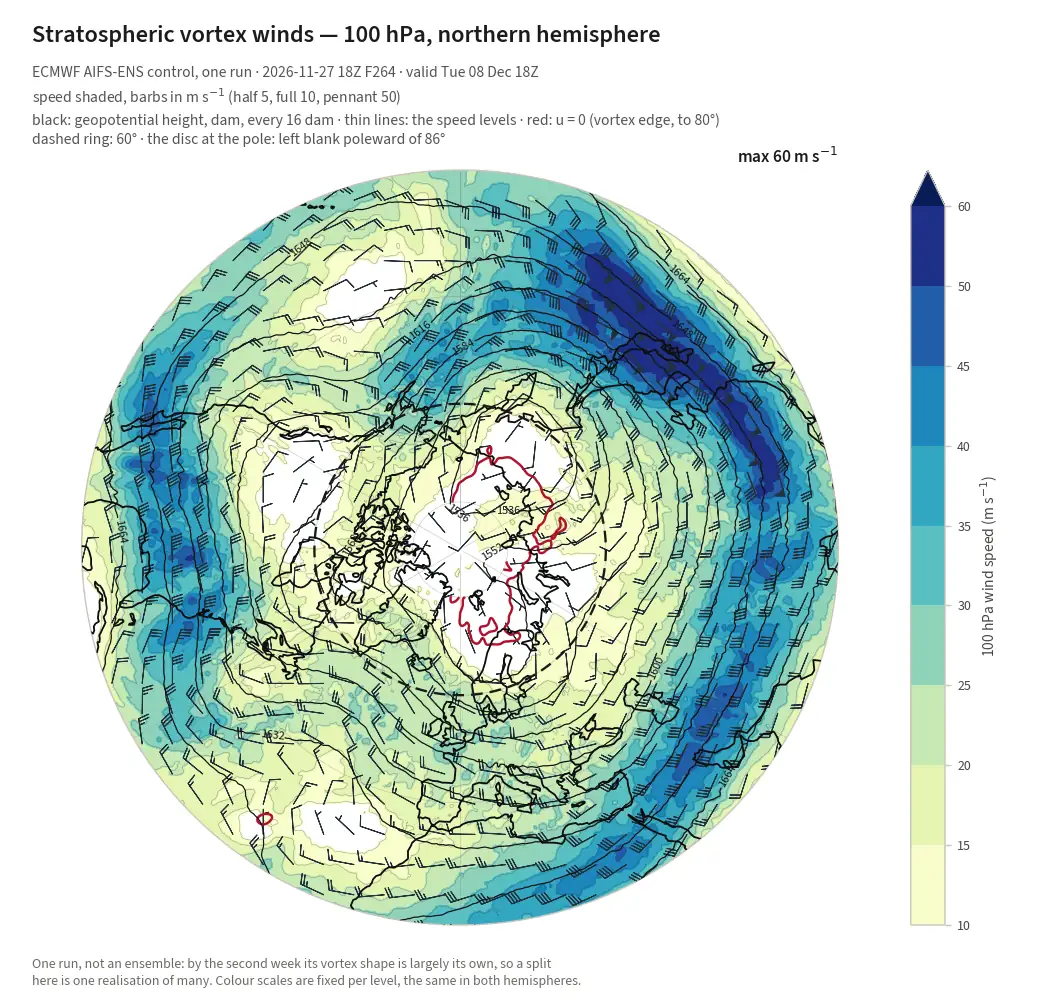 Stratospheric vortex winds — 100 hPa, northern hemisphere
ECMWF AIFS-ENS control, one run · 2026-11-27 18Z F264 · valid Tue 08 Dec 18Z
speed shaded, barbs in m s⁻¹ (half 5, full 10, pennant 50)
black: geopotential height, dam, every 16 dam · thin lines: the speed levels · red: u = 0 (vortex edge, to 80°)
dashed ring: 60° · the disc at the pole: left blank poleward of 86°
max 60 m s⁻¹
60
50
45
40
35
30
25
20
15
10
100 hPa wind speed (m s⁻¹)
1648
1664
1648
1616
1584
1536
1536
1552
1664
1600
1632
One run, not an ensemble: by the second week its vortex shape is largely its own, so a split
here is one realisation of many. Colour scales are fixed per level, the same in both hemispheres.